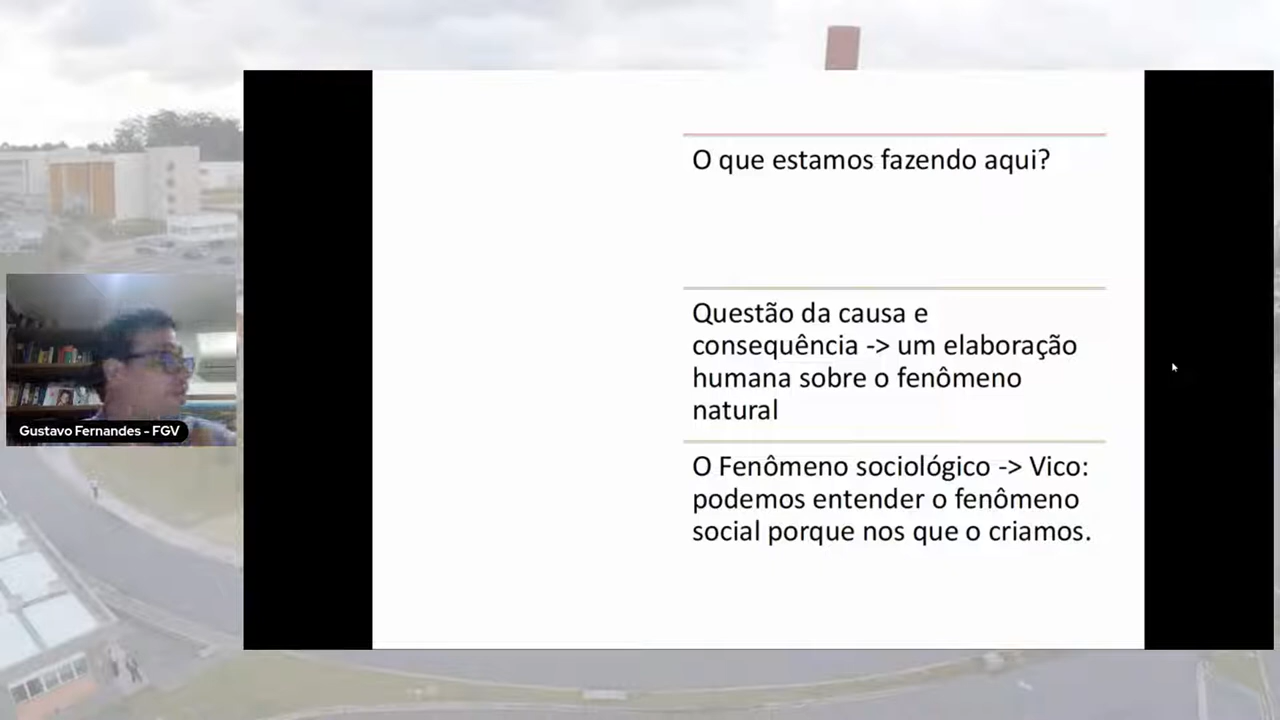 O que estamos fazendo aqui?
Questão da causa e
consequência -> um elaboração
humana sobre o fenômeno
natural
O Fenômeno sociológico -> Vico:
podemos entender o fenômeno
social porque nos que o criamos.
Gustavo Fernandes - FGV